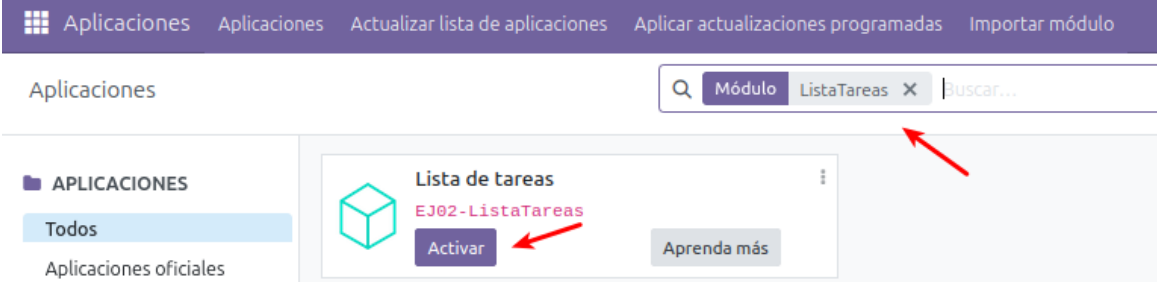 Aplicaciones Aplicaciones Actualizar lista de aplicaciones Aplicar actualizaciones programadas Importar módulo
Aplicaciones
Módulo ListaTareas × Buscar...
APLICACIONES
Todos
Aplicaciones oficiales
Lista de tareas
EJ02-ListaTareas
Activar Aprenda más